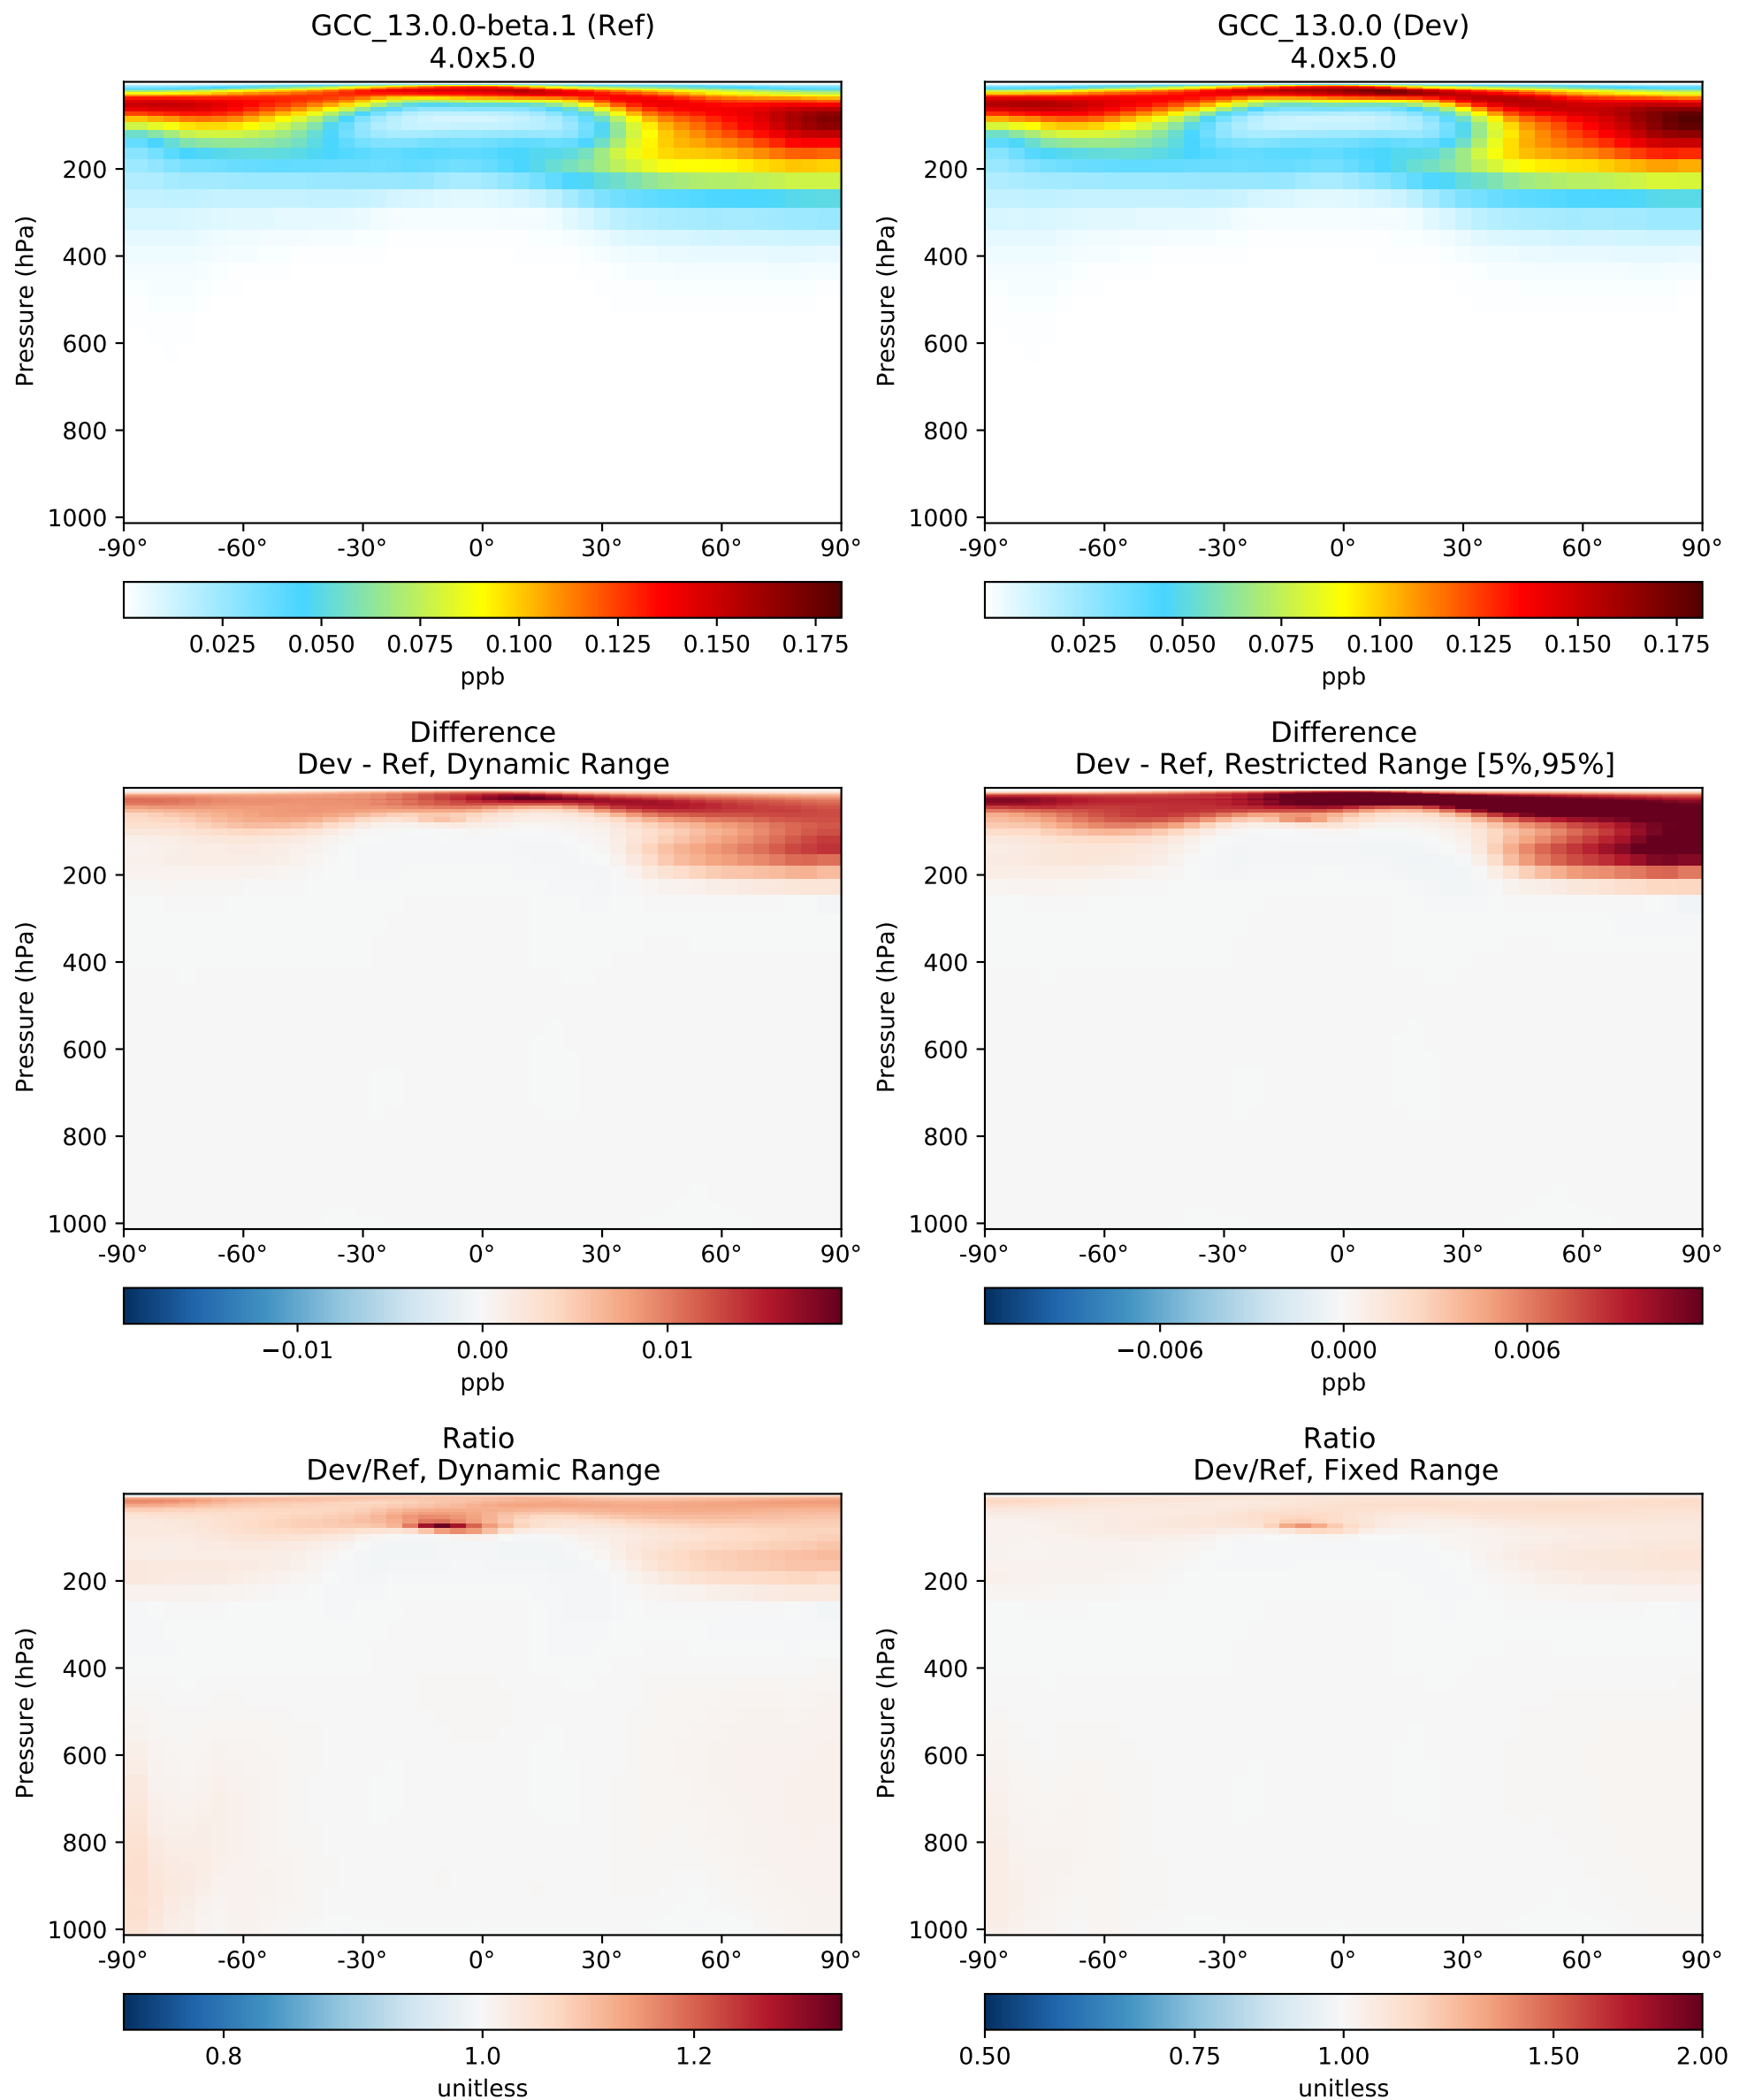 GCC_13.0.0-beta.1 (Ref)
4.0x5.0
Pressure (hPa)
200
400
600
800
1000
-90° -60° -30° 0° 30° 60° 90°
0.025 0.050 0.075 0.100 0.125 0.150 0.175
ppb
GCC_13.0.0 (Dev)
4.0x5.0
Pressure (hPa)
200
400
600
800
1000
-90° -60° -30° 0° 30° 60° 90°
0.025 0.050 0.075 0.100 0.125 0.150 0.175
ppb
Difference
Dev - Ref, Dynamic Range
Pressure (hPa)
200
400
600
800
1000
-90° -60° -30° 0° 30° 60° 90°
−0.01 0.00 0.01
ppb
Difference
Dev - Ref, Restricted Range [5%,95%]
Pressure (hPa)
200
400
600
800
1000
-90° -60° -30° 0° 30° 60° 90°
−0.006 0.000 0.006
ppb
Ratio
Dev/Ref, Dynamic Range
Pressure (hPa)
200
400
600
800
1000
-90° -60° -30° 0° 30° 60° 90°
0.8 1.0 1.2
unitless
Ratio
Dev/Ref, Fixed Range
Pressure (hPa)
200
400
600
800
1000
-90° -60° -30° 0° 30° 60° 90°
0.50 0.75 1.00 1.50 2.00
unitless